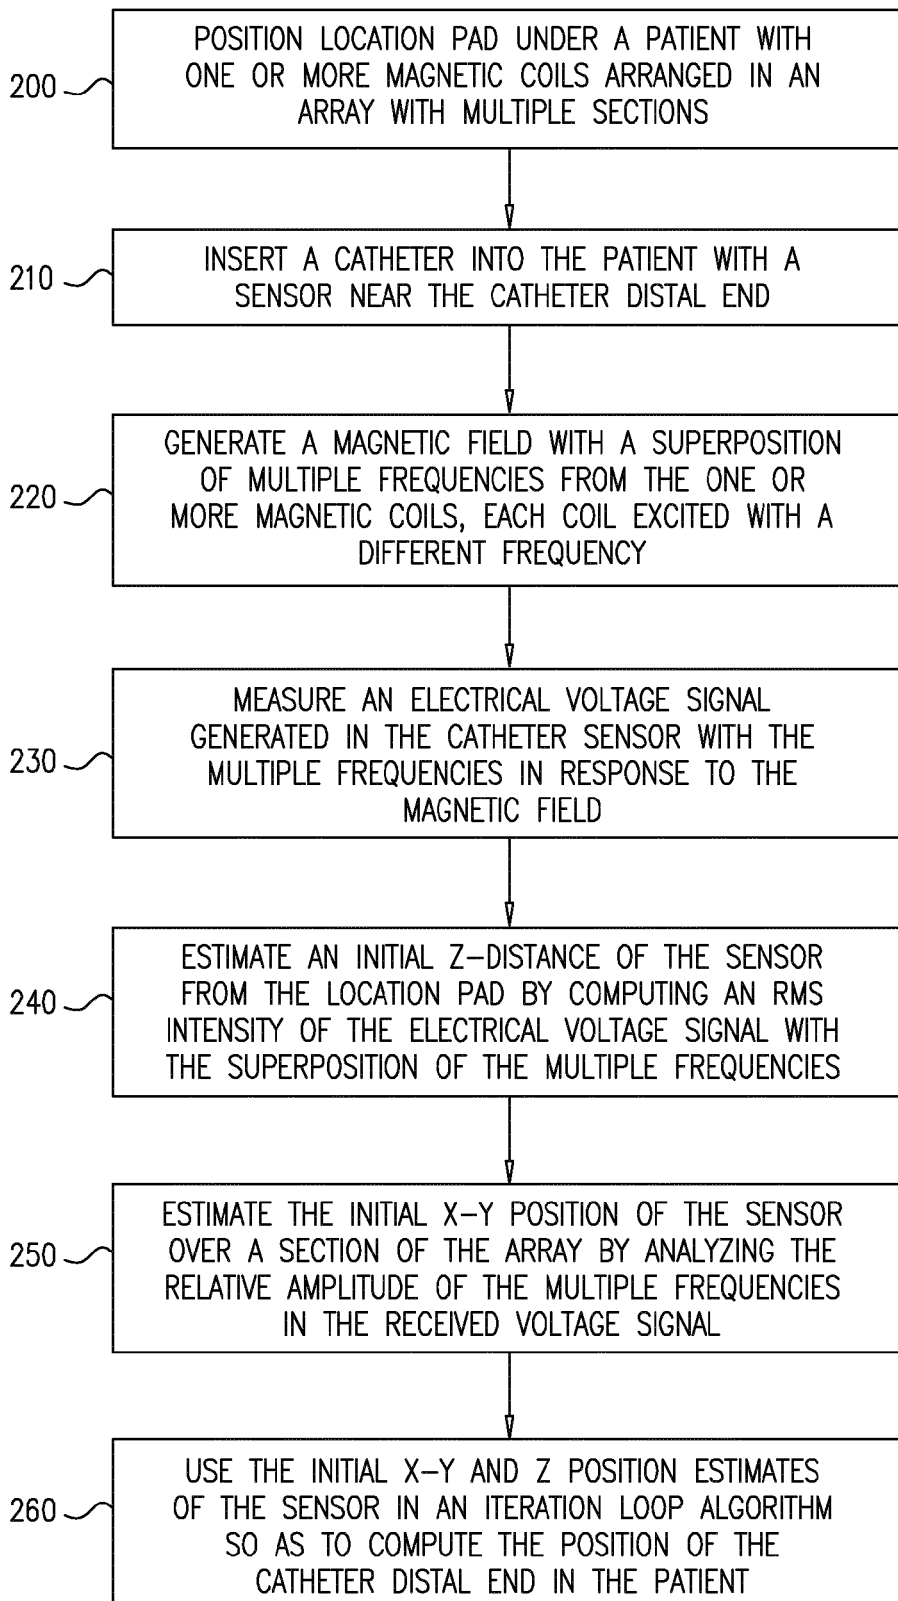 200
POSITION LOCATION PAD UNDER A PATIENT WITH
ONE OR MORE MAGNETIC COILS ARRANGED IN AN
ARRAY WITH MULTIPLE SECTIONS
210
INSERT A CATHETER INTO THE PATIENT WITH A
SENSOR NEAR THE CATHETER DISTAL END
220
GENERATE A MAGNETIC FIELD WITH A SUPERPOSITION
OF MULTIPLE FREQUENCIES FROM THE ONE OR
MORE MAGNETIC COILS, EACH COIL EXCITED WITH A
DIFFERENT FREQUENCY
230
MEASURE AN ELECTRICAL VOLTAGE SIGNAL
GENERATED IN THE CATHETER SENSOR WITH THE
MULTIPLE FREQUENCIES IN RESPONSE TO THE
MAGNETIC FIELD
240
ESTIMATE AN INITIAL Z-DISTANCE OF THE SENSOR
FROM THE LOCATION PAD BY COMPUTING AN RMS
INTENSITY OF THE ELECTRICAL VOLTAGE SIGNAL WITH
THE SUPERPOSITION OF THE MULTIPLE FREQUENCIES
250
ESTIMATE THE INITIAL X-Y POSITION OF THE SENSOR
OVER A SECTION OF THE ARRAY BY ANALYZING THE
RELATIVE AMPLITUDE OF THE MULTIPLE FREQUENCIES
IN THE RECEIVED VOLTAGE SIGNAL
260
USE THE INITIAL X-Y AND Z POSITION ESTIMATES
OF THE SENSOR IN AN ITERATION LOOP ALGORITHM
SO AS TO COMPUTE THE POSITION OF THE
CATHETER DISTAL END IN THE PATIENT